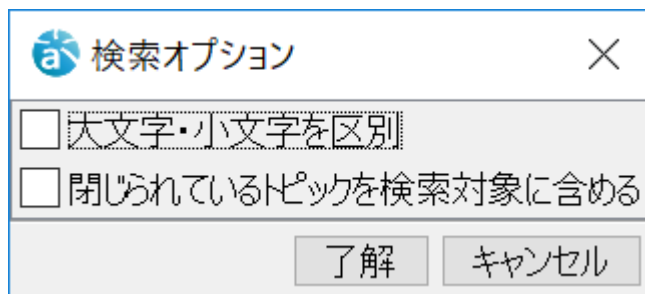 検索オプション
大文字・小文字を区別
閉じられているトピックを検索対象に含める
了解 キャンセル